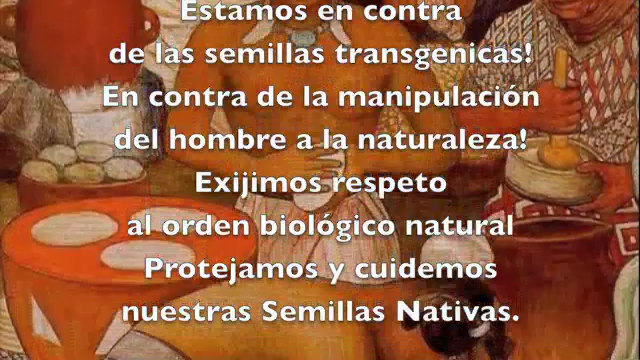 Estamos en contra
de las semillas transgenicas!
En contra de la manipulación
del hombre a la naturaleza!
Exijimos respeto
al orden biológico natural
Protejamos y cuidemos
nuestras Semillas Nativas.